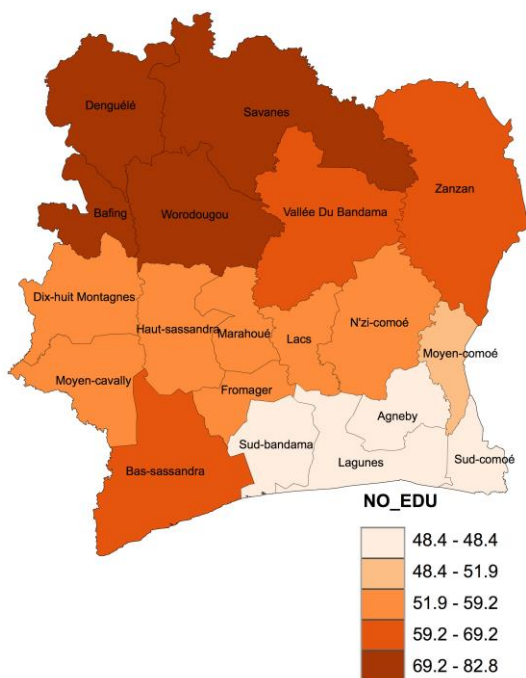 Denguélé
Savanes
Zanzan
Bafing
Worodougou
Vallée Du Bandama
Dix-huit Montagnes
Haut-sassandra
Marahoué
Lacs
N'zi-comoé
Moyen-comoé
Moyen-cavally
Fromager
Agneby
Sud-bandama
Bas-sassandra
Lagunes
Sud-comoé
NO_EDU
48.4 - 48.4
48.4 - 51.9
51.9 - 59.2
59.2 - 69.2
69.2 - 82.8